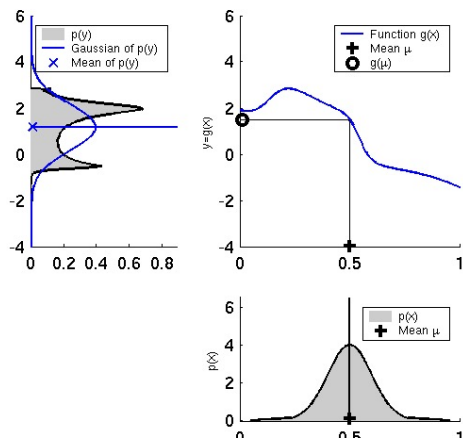 6
4
2
0
-2
-4
0 0.2 0.4 0.6 0.8
p(y)
Gaussian of p(y)
Mean of p(y)
6
4
2
0
-2
-4
0 0.5 1
y=g(x)
Function g(x)
Mean μ
g(μ)
6
4
2
0
0 0.5 1
p(x)
p(x)
Mean μ